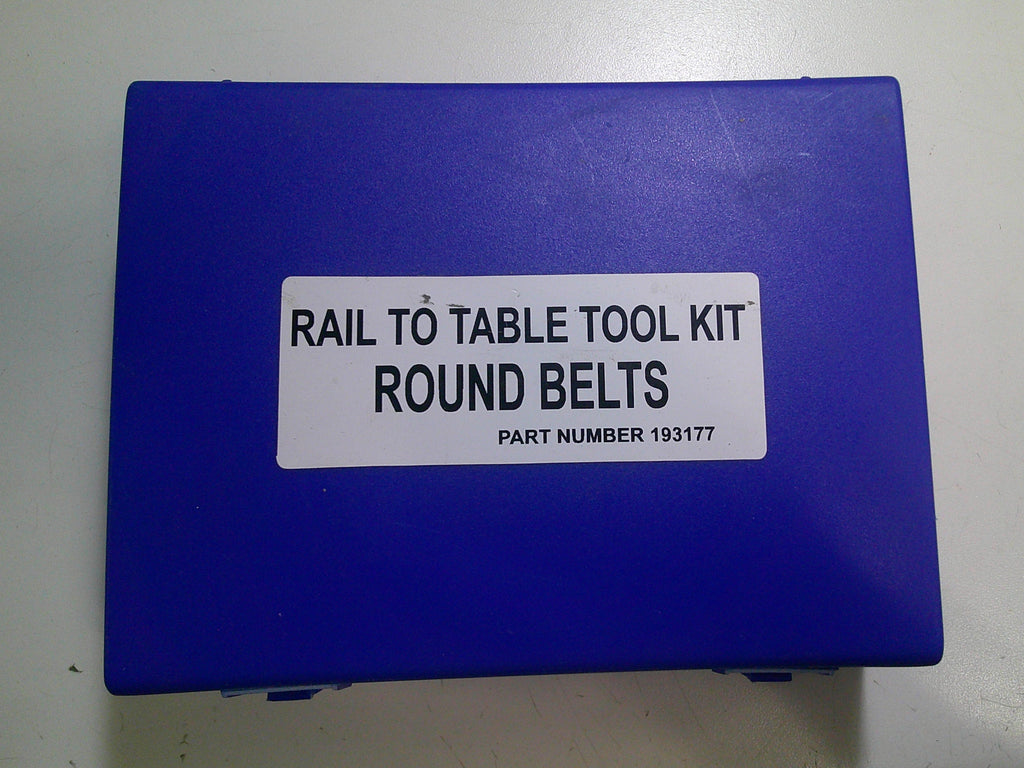 RAIL TO TABLE TOOL KIT
ROUND BELTS
PART NUMBER 193177